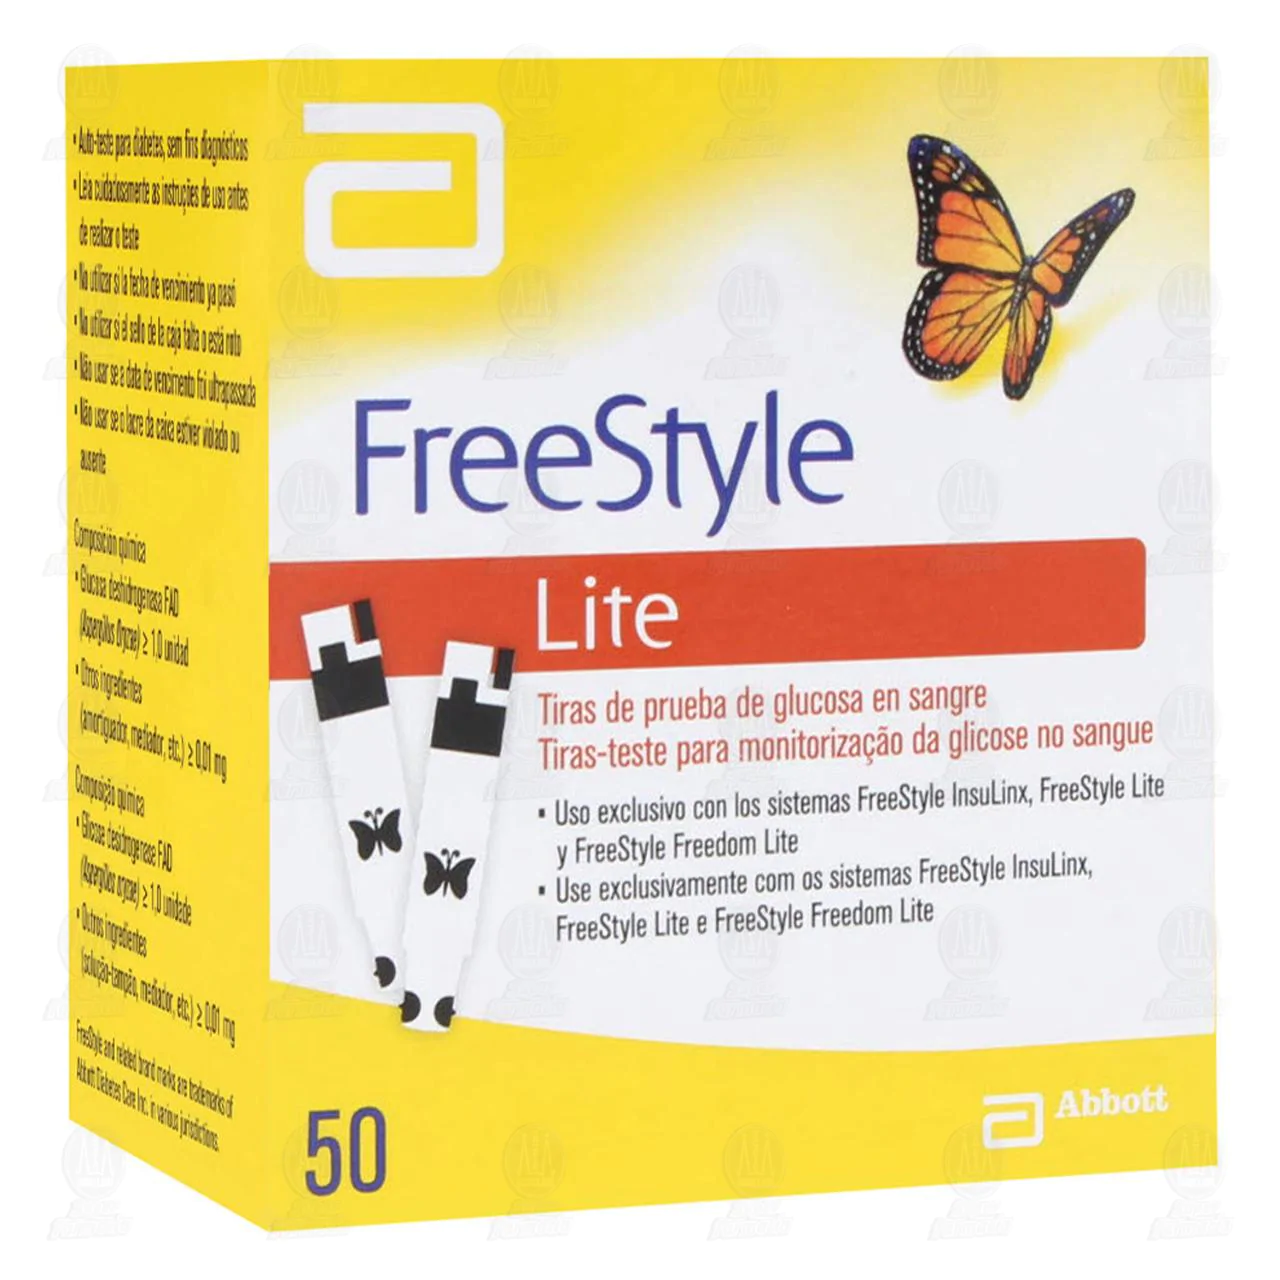 • Auto-teste para diabetes, sem fins diagnósticos
• Leia cuidadosamente as instruções de uso antes
de realizar o teste
• No utilizar si la fecha de vencimiento ya pasó
• No utilizar si el sello de la caja falta o está roto
• Não usar se a data de vencimento foi ultrapassada
• Não usar se o lacre da caixa estiver violado ou
ausente
Composición química
• Glucosa deshidrogenasa FAD
(Aspergillus Oryzae) ≥ 1,0 unidad
• Otros ingredientes
(amortiguador, mediador, etc.) ≥ 0,01 mg
Composição química
• Glicose desidrogenase FAD
(Aspergillus oryzae) ≥ 1,0 unidade
• Outros ingredientes
(solução-tampão, mediador, etc.) ≥ 0,01 mg
FreeStyle and related brand marks are trademarks of
Abbott Diabetes Care Inc. in various jurisdictions.
FreeStyle
Lite
Tiras de prueba de glucosa en sangre
Tiras-teste para monitorização da glicose no sangue
▪ Uso exclusivo con los sistemas FreeStyle InsuLinx, FreeStyle Lite
y FreeStyle Freedom Lite
▪ Use exclusivamente com os sistemas FreeStyle InsuLinx,
FreeStyle Lite e FreeStyle Freedom Lite
50
Abbott